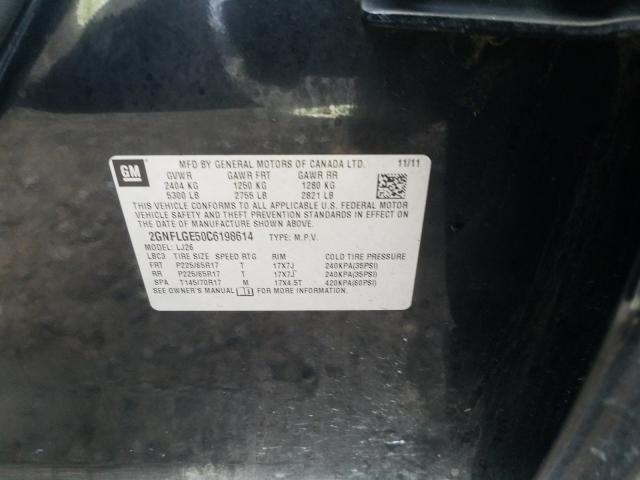 GM
MFD BY GENERAL MOTORS OF CANADA LTD. 11/11
GVWR GAWR FRT GAWR RR
2404 KG 1250 KG 1280 KG
5300 LB 2755 LB 2821 LB
THIS VEHICLE CONFORMS TO ALL APPLICABLE U.S. FEDERAL MOTOR
VEHICLE SAFETY AND THEFT PREVENTION STANDARDS IN EFFECT
ON THE DATE OF MANUFACTURE SHOWN ABOVE.
2GNFLGE50C6198614 TYPE: M.P.V.
MODEL: LJ26
LBC3 TIRE SIZE SPEED RTG RIM COLD TIRE PRESSURE
FRT P225/65R17 T 17X7J 240KPA(35PSI)
RR P225/65R17 T 17X7J 240KPA(35PSI)
SPA T145/70R17 M 17X4.5T 420KPA(60PSI)
SEE OWNER'S MANUAL FOR MORE INFORMATION.